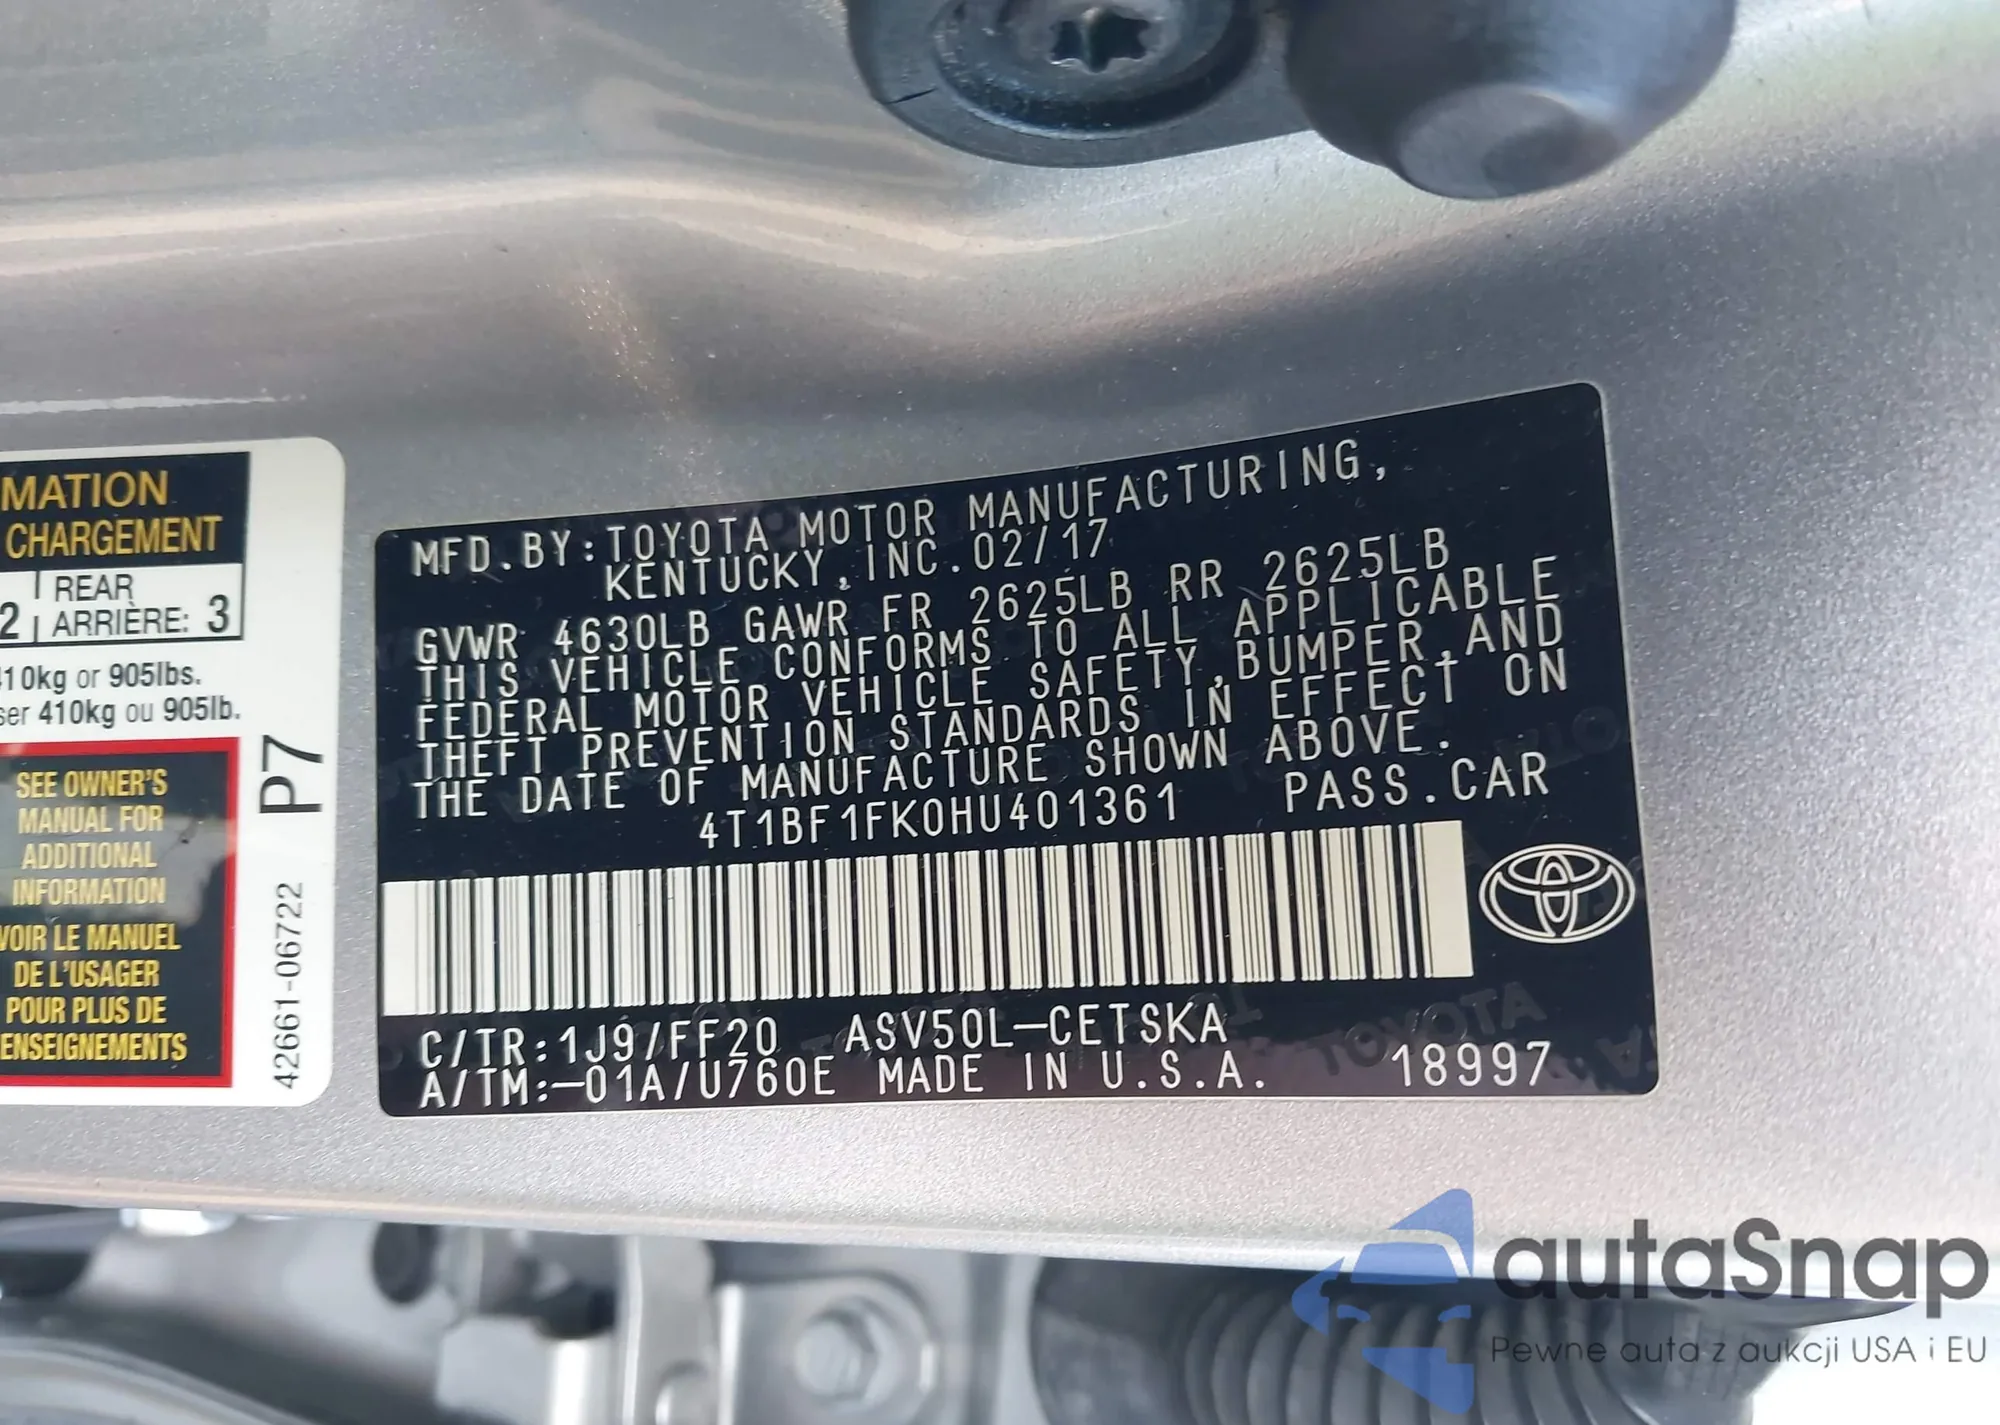 MATION
CHARGEMENT
2 REAR
ARRIÈRE: 3
410kg or 905lbs.
ser 410kg ou 905lb.
SEE OWNER'S
MANUAL FOR
ADDITIONAL
INFORMATION
VOIR LE MANUEL
DE L'USAGER
POUR PLUS DE
ENSEIGNEMENTS
P7
42661-06722
MFD.BY:TOYOTA MOTOR MANUFACTURING,
KENTUCKY,INC.02/17
GVWR 4630LB GAWR FR 2625LB RR 2625LB
THIS VEHICLE CONFORMS TO ALL APPLICABLE
FEDERAL MOTOR VEHICLE SAFETY,BUMPER,AND
THEFT PREVENTION STANDARDS IN EFFECT ON
THE DATE OF MANUFACTURE SHOWN ABOVE.
4T1BF1FK0HU401361 PASS.CAR
C/TR:1J9/FF20 ASV50L-CETSKA
A/TM:-01A/U760E MADE IN U.S.A. 18997
autaSnap
Pewne auta z aukcji USA i EU